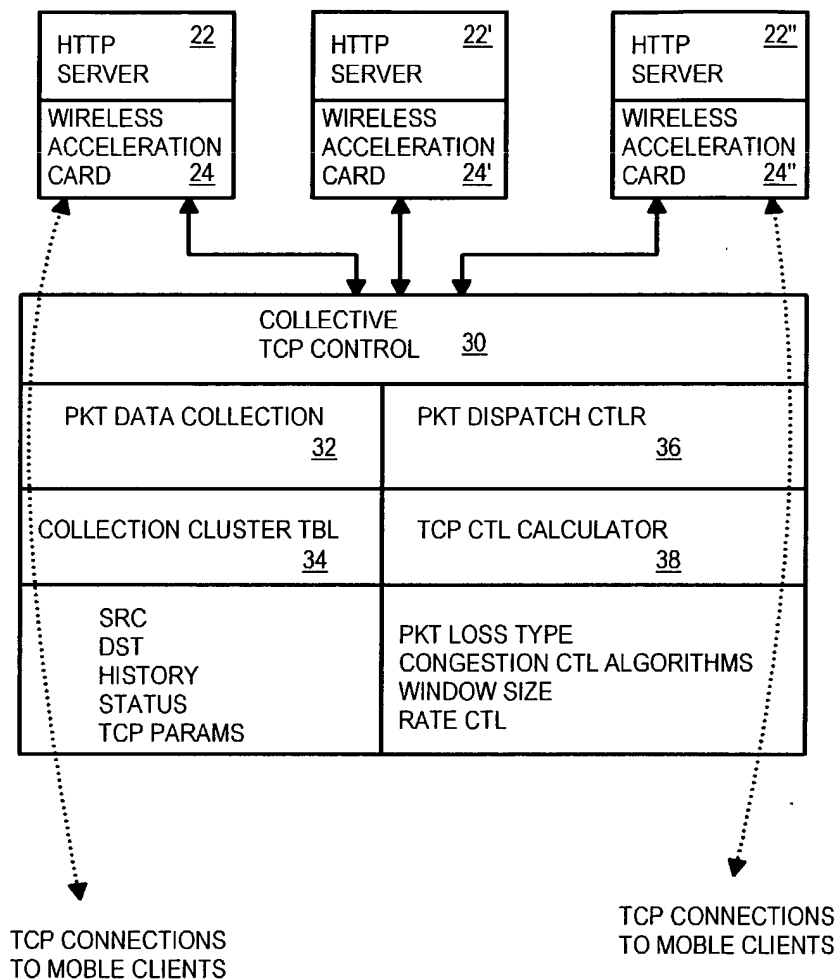 HTTP 22
SERVER
WIRELESS
ACCELERATION
CARD 24
HTTP 22'
SERVER
WIRELESS
ACCELERATION
CARD 24'
HTTP 22"
SERVER
WIRELESS
ACCELERATION
CARD 24"
COLLECTIVE
TCP CONTROL 30
PKT DATA COLLECTION
32
PKT DISPATCH CTLR
36
COLLECTION CLUSTER TBL
34
TCP CTL CALCULATOR
38
SRC
DST
HISTORY
STATUS
TCP PARAMS
PKT LOSS TYPE
CONGESTION CTL ALGORITHMS
WINDOW SIZE
RATE CTL
TCP CONNECTIONS
TO MOBLE CLIENTS
TCP CONNECTIONS
TO MOBLE CLIENTS